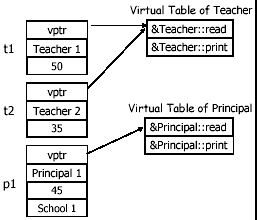 Virtual Table of Teacher
vptr
&Teacher::read
t1
Teacher 1
&Teacher::print
50
vptr
t2
Teacher 2
35
Virtual Table of Principal
&Principal::read
vptr
&Principal::print
p1
Principal 1
45
School 1